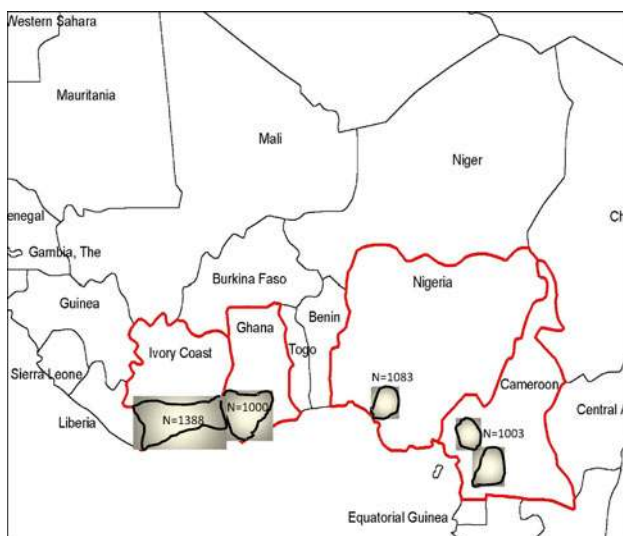 Western Sahara
Mauritania
Mali
Niger
Ch
enegal
Gambia, The
Guinea
Burkina Faso
Nigeria
Benin
Ghana
Ivory Coast
Togo
Sierra Leone
Cameroon
N=1083
N=1000
N=1388
Liberia
Central A
N=1003
Equatorial Guinea